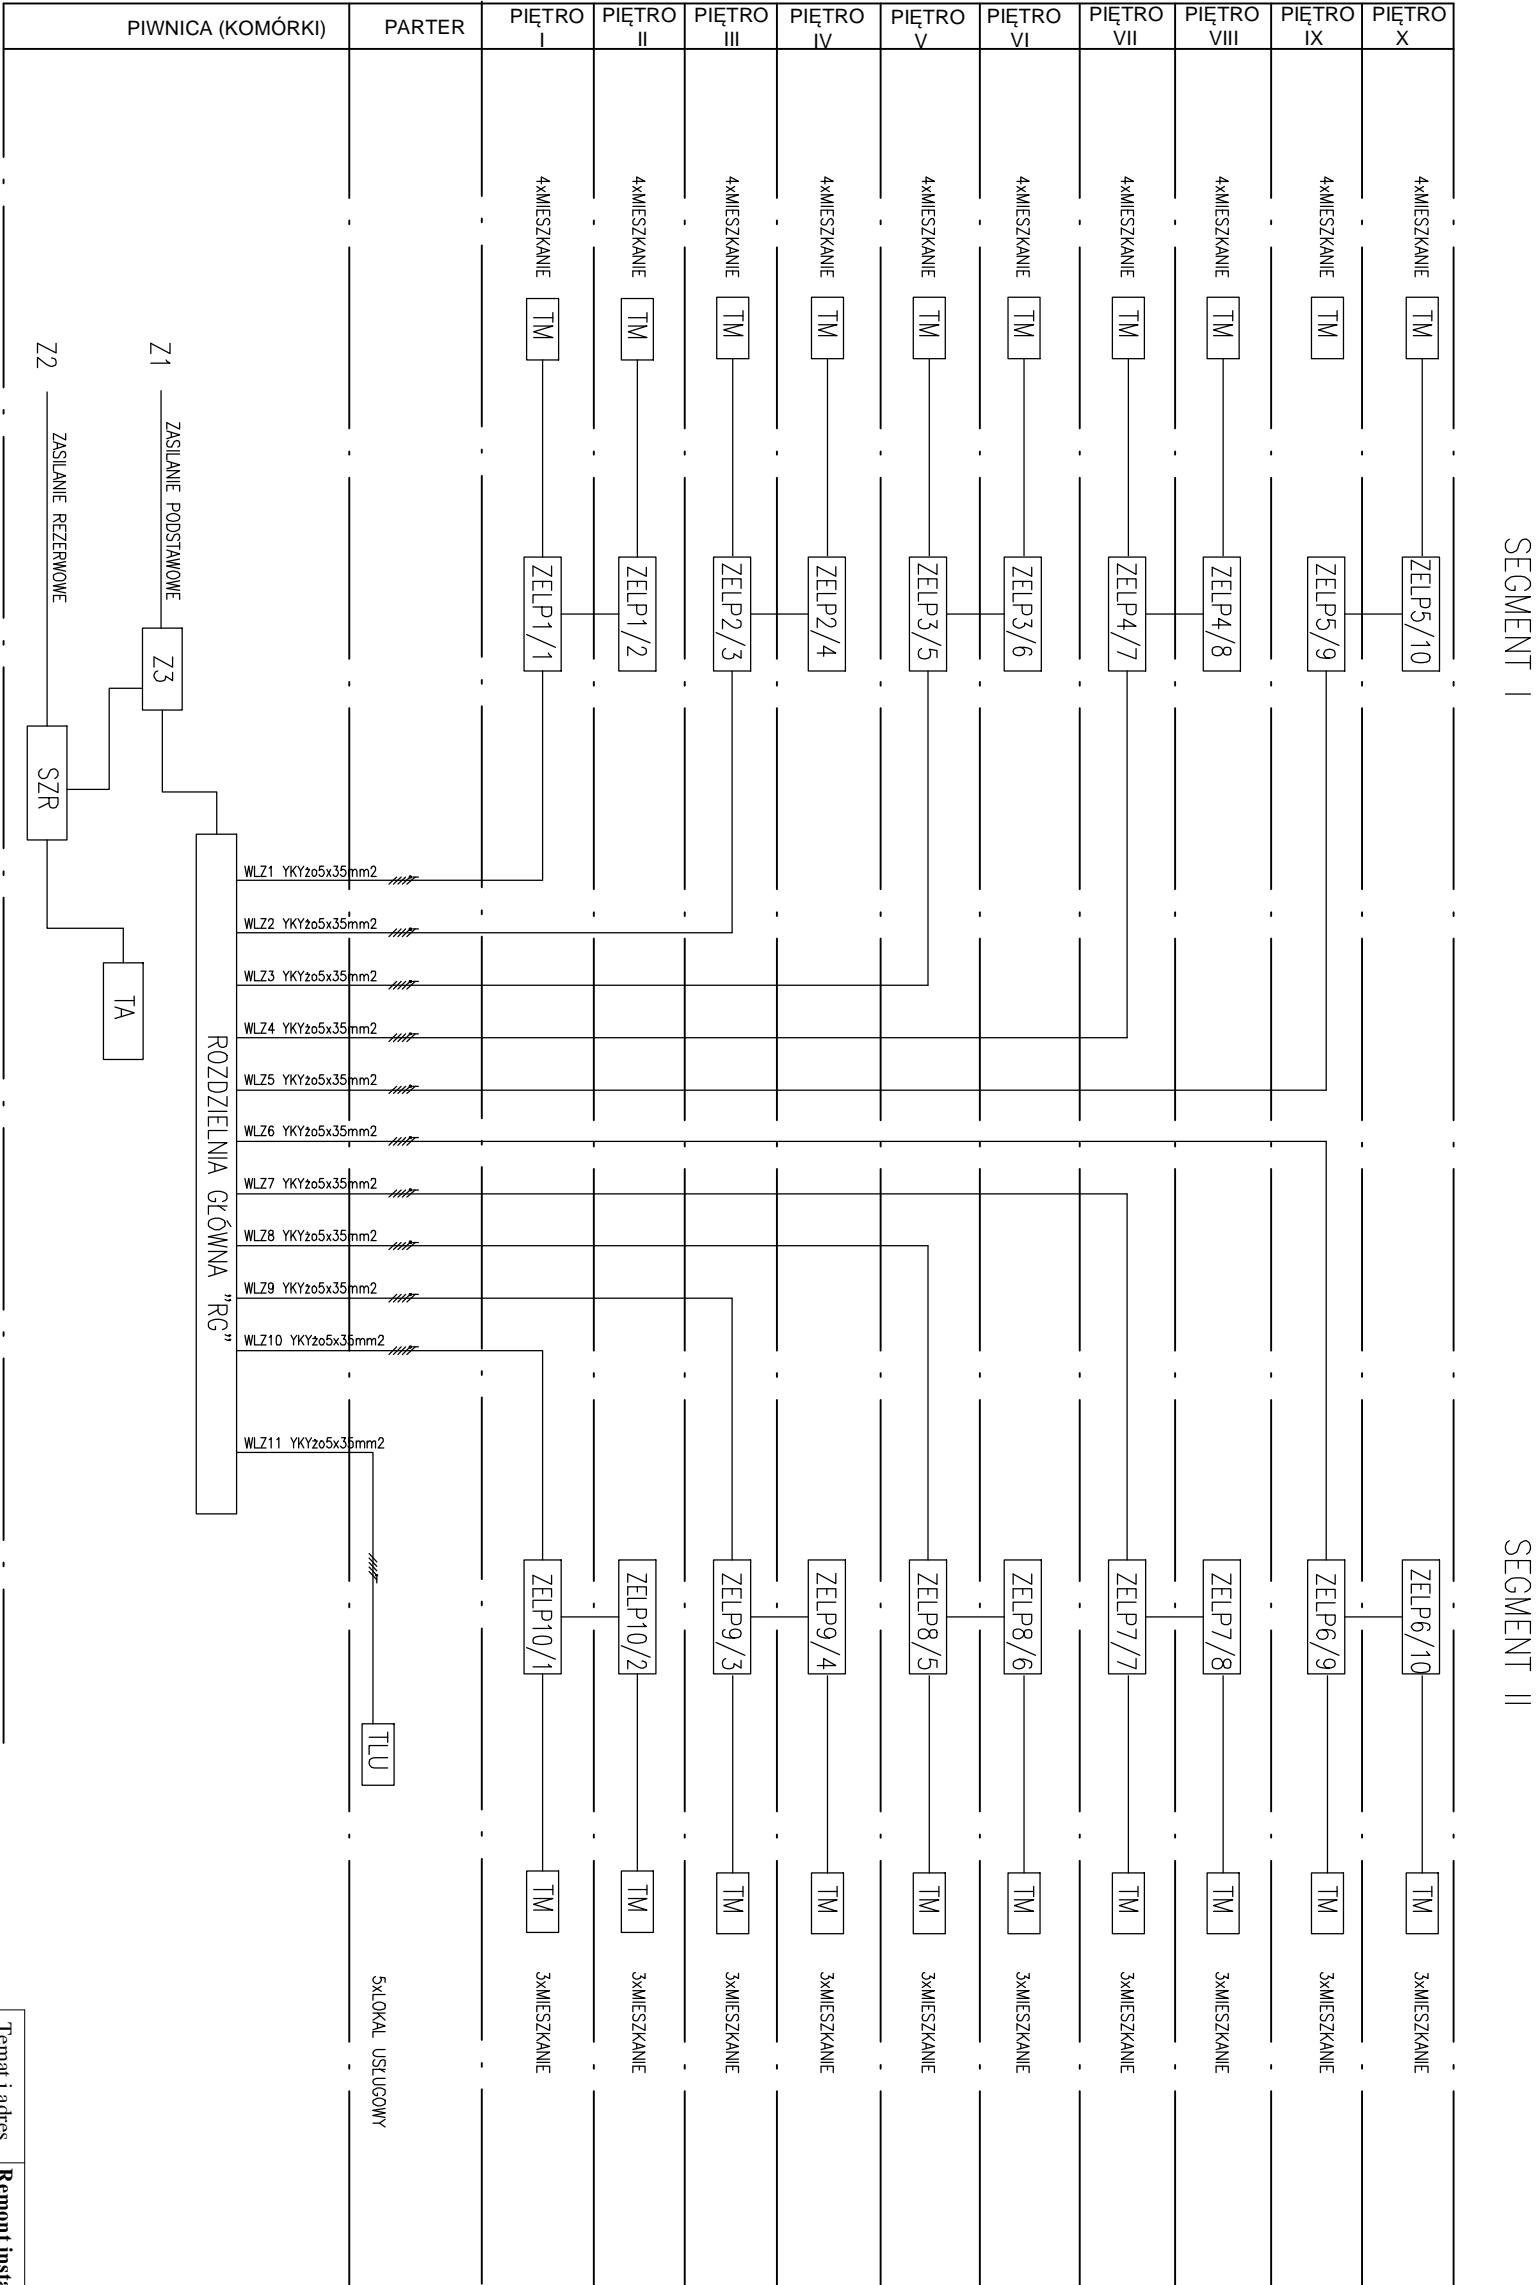 PIWNICA (KOMÓRKI)
PARTER
PIĘTRO
I
PIĘTRO
II
PIĘTRO
III
PIĘTRO
IV
PIĘTRO
V
PIĘTRO
VI
PIĘTRO
VII
PIĘTRO
VIII
PIĘTRO
IX
PIĘTRO
X
SEGMENT I
SEGMENT II
4xMIESZKANIE
4xMIESZKANIE
4xMIESZKANIE
4xMIESZKANIE
4xMIESZKANIE
4xMIESZKANIE
4xMIESZKANIE
4xMIESZKANIE
4xMIESZKANIE
4xMIESZKANIE
TM
TM
TM
TM
TM
TM
TM
TM
TM
TM
ZELP1/1
ZELP1/2
ZELP2/3
ZELP2/4
ZELP3/5
ZELP3/6
ZELP4/7
ZELP4/8
ZELP5/9
ZELP5/10
Z2
Z1
ZASILANIE REZERWOWE
ZASILANIE PODSTAWOWE
Z3
SZR
TA
ROZDZIELNIA GŁÓWNA "RG"
WLZ1 YKYżo5x35mm2
WLZ2 YKYżo5x35mm2
WLZ3 YKYżo5x35mm2
WLZ4 YKYżo5x35mm2
WLZ5 YKYżo5x35mm2
WLZ6 YKYżo5x35mm2
WLZ7 YKYżo5x35mm2
WLZ8 YKYżo5x35mm2
WLZ9 YKYżo5x35mm2
WLZ10 YKYżo5x35mm2
WLZ11 YKYżo5x35mm2
ZELP10/1
ZELP10/2
ZELP9/3
ZELP9/4
ZELP8/5
ZELP8/6
ZELP7/7
ZELP7/8
ZELP6/9
ZELP6/10
TLU
TM
TM
TM
TM
TM
TM
TM
TM
TM
TM
5xLOKAL USŁUGOWY
3xMIESZKANIE
3xMIESZKANIE
3xMIESZKANIE
3xMIESZKANIE
3xMIESZKANIE
3xMIESZKANIE
3xMIESZKANIE
3xMIESZKANIE
3xMIESZKANIE
3xMIESZKANIE
Temat i adres
Remont